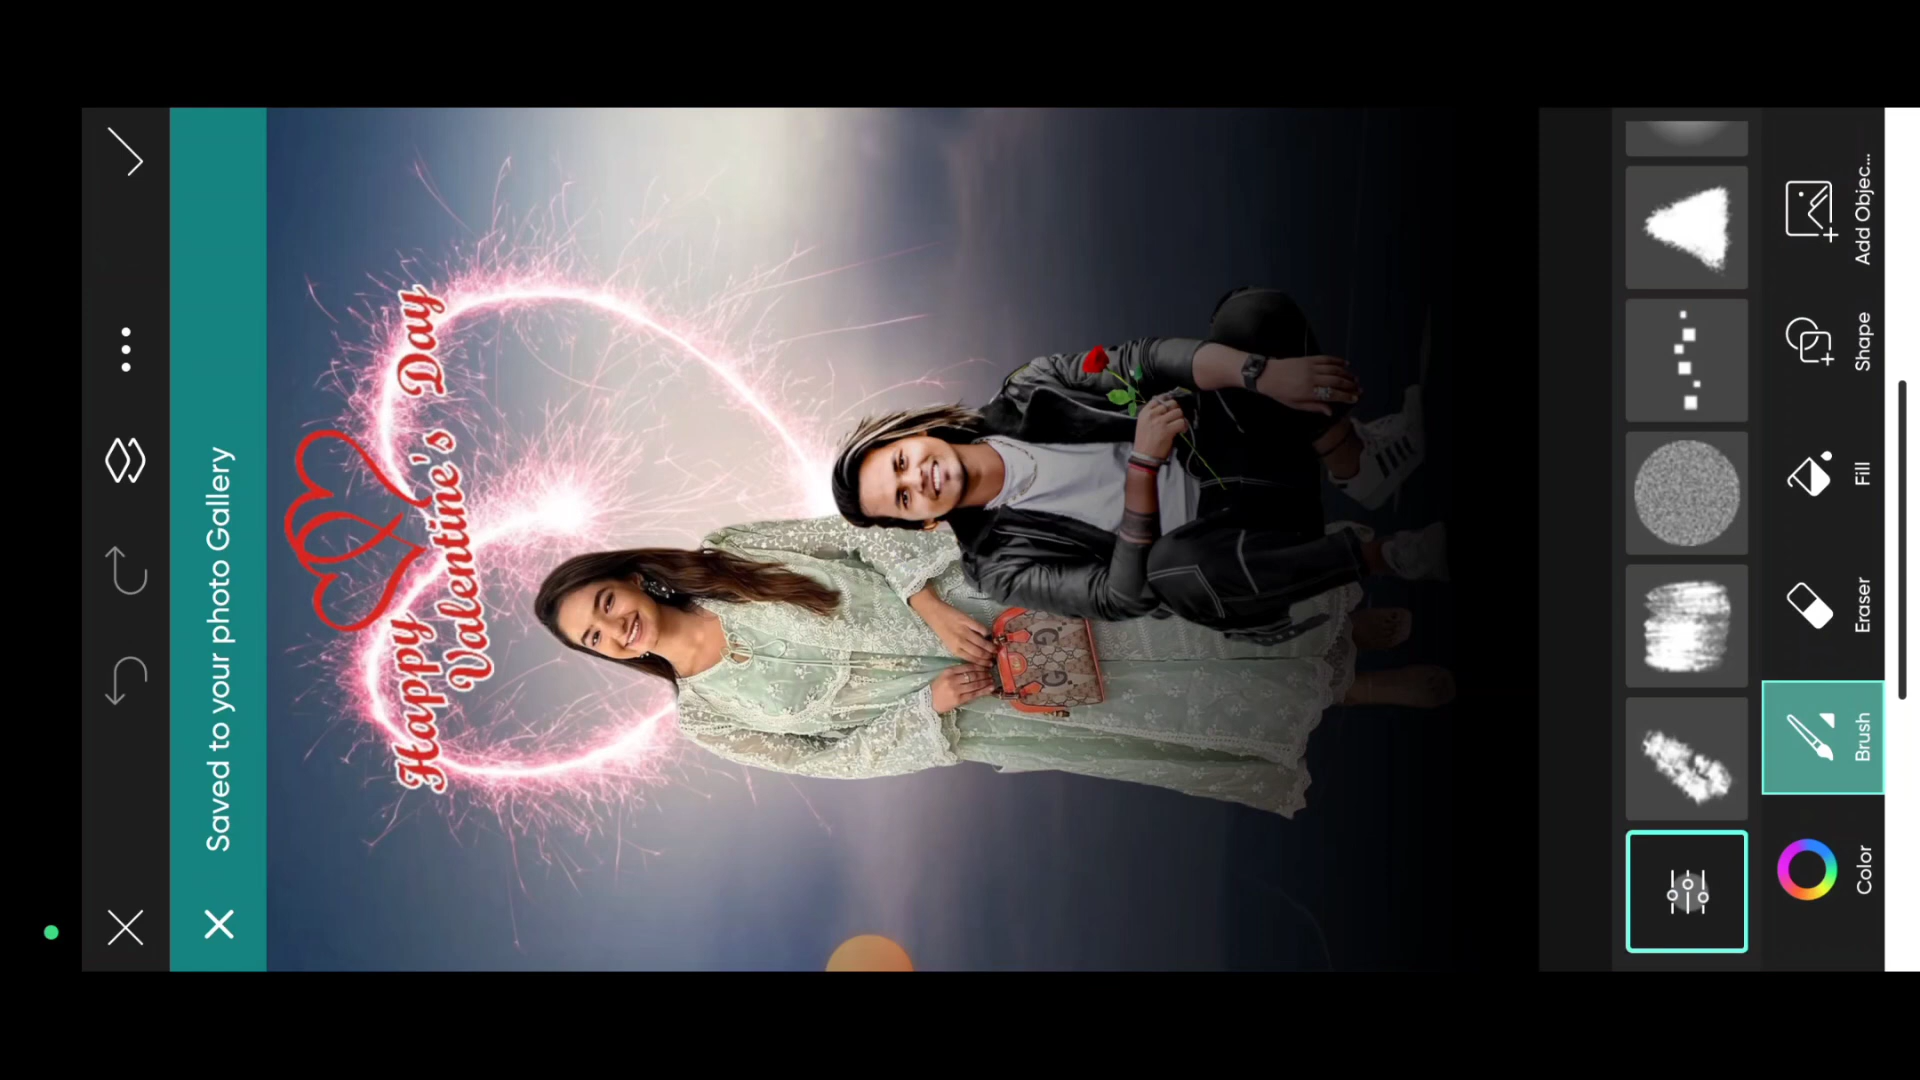 Saved to your photo Gallery
Happy
Valentine's
Day
Color
Brush
Eraser
Fill
Shape
Add Objec...